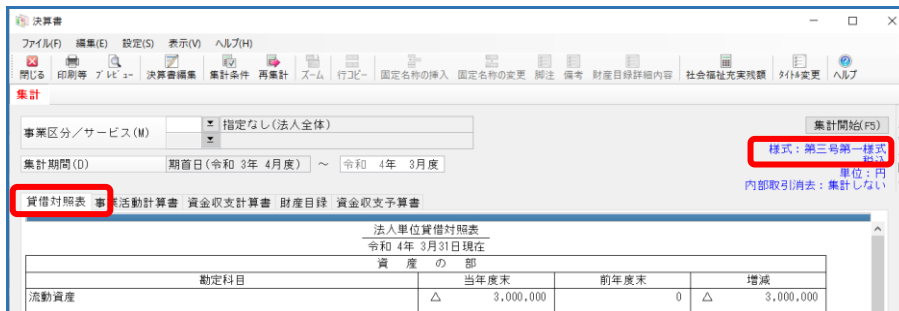 決算書
ファイル(F) 編集(E) 設定(S) 表示(V) ヘルプ(H)
閉じる 印刷等 プレビュー 決算書編集 集計条件 再集計 ズーム 行コピー 固定名称の挿入 固定名称の変更 脚注 備考 財産目録詳細内容 社会福祉充実残額 タイトル変更 ヘルプ
集計
事業区分/サービス(M) 指定なし(法人全体)
集計開始(F5)
様式:第三号第一様式
税込
集計期間(D) 期首日(令和 3年 4月度) ~ 令和 4年 3月度
単位:円
内部取引消去:集計しない
貸借対照表 事業活動計算書 資金収支計算書 財産目録 資金収支予算書
法人単位貸借対照表
令和 4年 3月31日現在
資 産 の 部
勘定科目 当年度末 前年度末 増減
流動資産 △ 3,000,000 0 △ 3,000,000